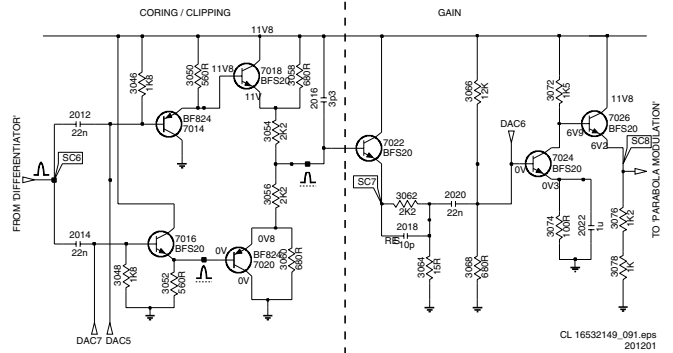 CORING / CLIPPING
GAIN
11V8
3046
1K8
3050
560R
11V8
7018
BFS20
11V
3058
680R
2016
3p3
3066
12K
3072
1K5
11V8
7026
BFS20
2012
22n
BF824
7014
3054
2K2
DAC6
6V9
6V2
SC8
FROM 'DIFFERENTIATOR'
SC6
7022
BFS20
7024
BFS20
0V
0V3
TO 'PARABOLA MODULATION'
SC7
3062
2K2
2020
22n
3056
2K2
2014
22n
7016
BFS20
0V8
0V
BF824
7020
0V
3060
680R
2018
10p
3074
100R
2022
1u
3076
1K2
3048
1K8
3052
560R
3064
15R
3068
680R
3078
1K
DAC7
DAC5
CL 16532149_091.eps
201201